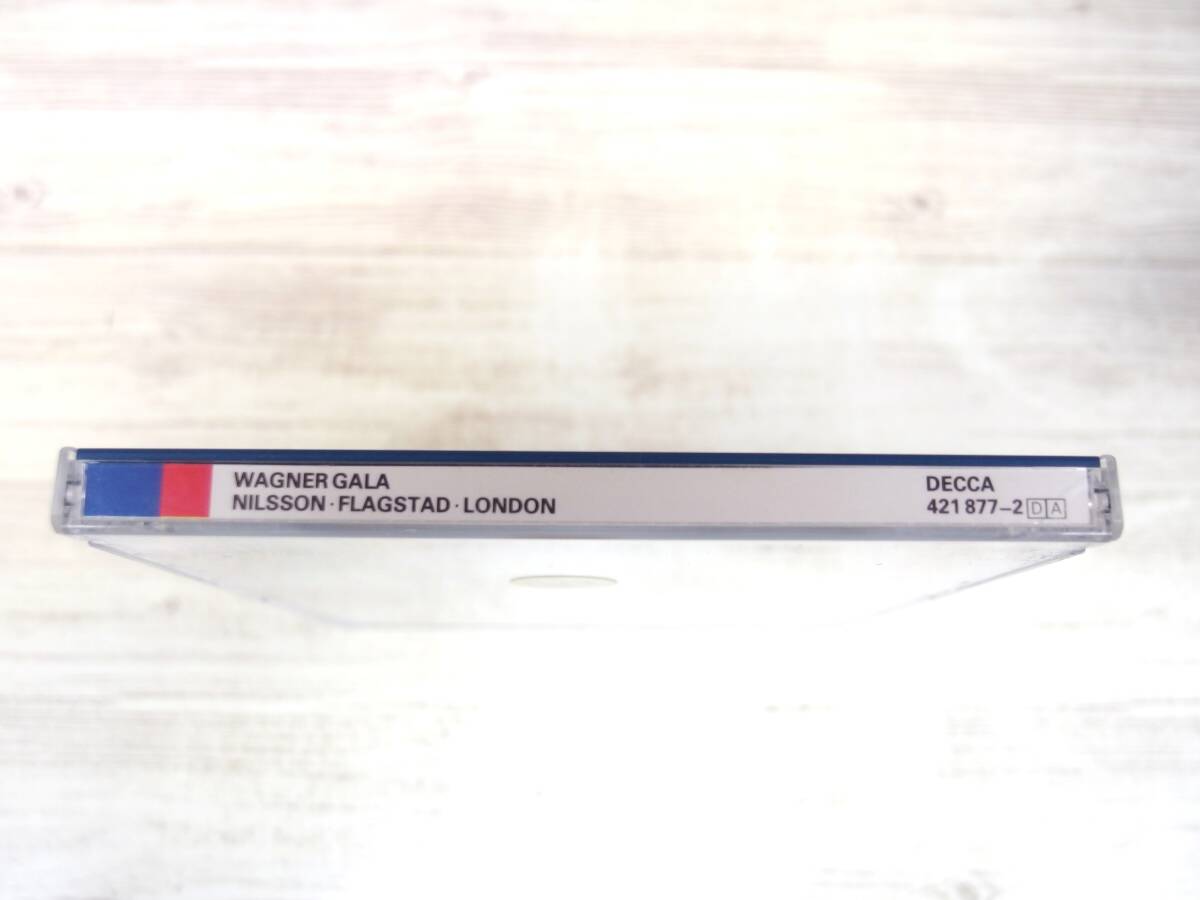 WAGNER GALA
NILSSON · FLAGSTAD · LONDON
DECCA
421 877-2 DA